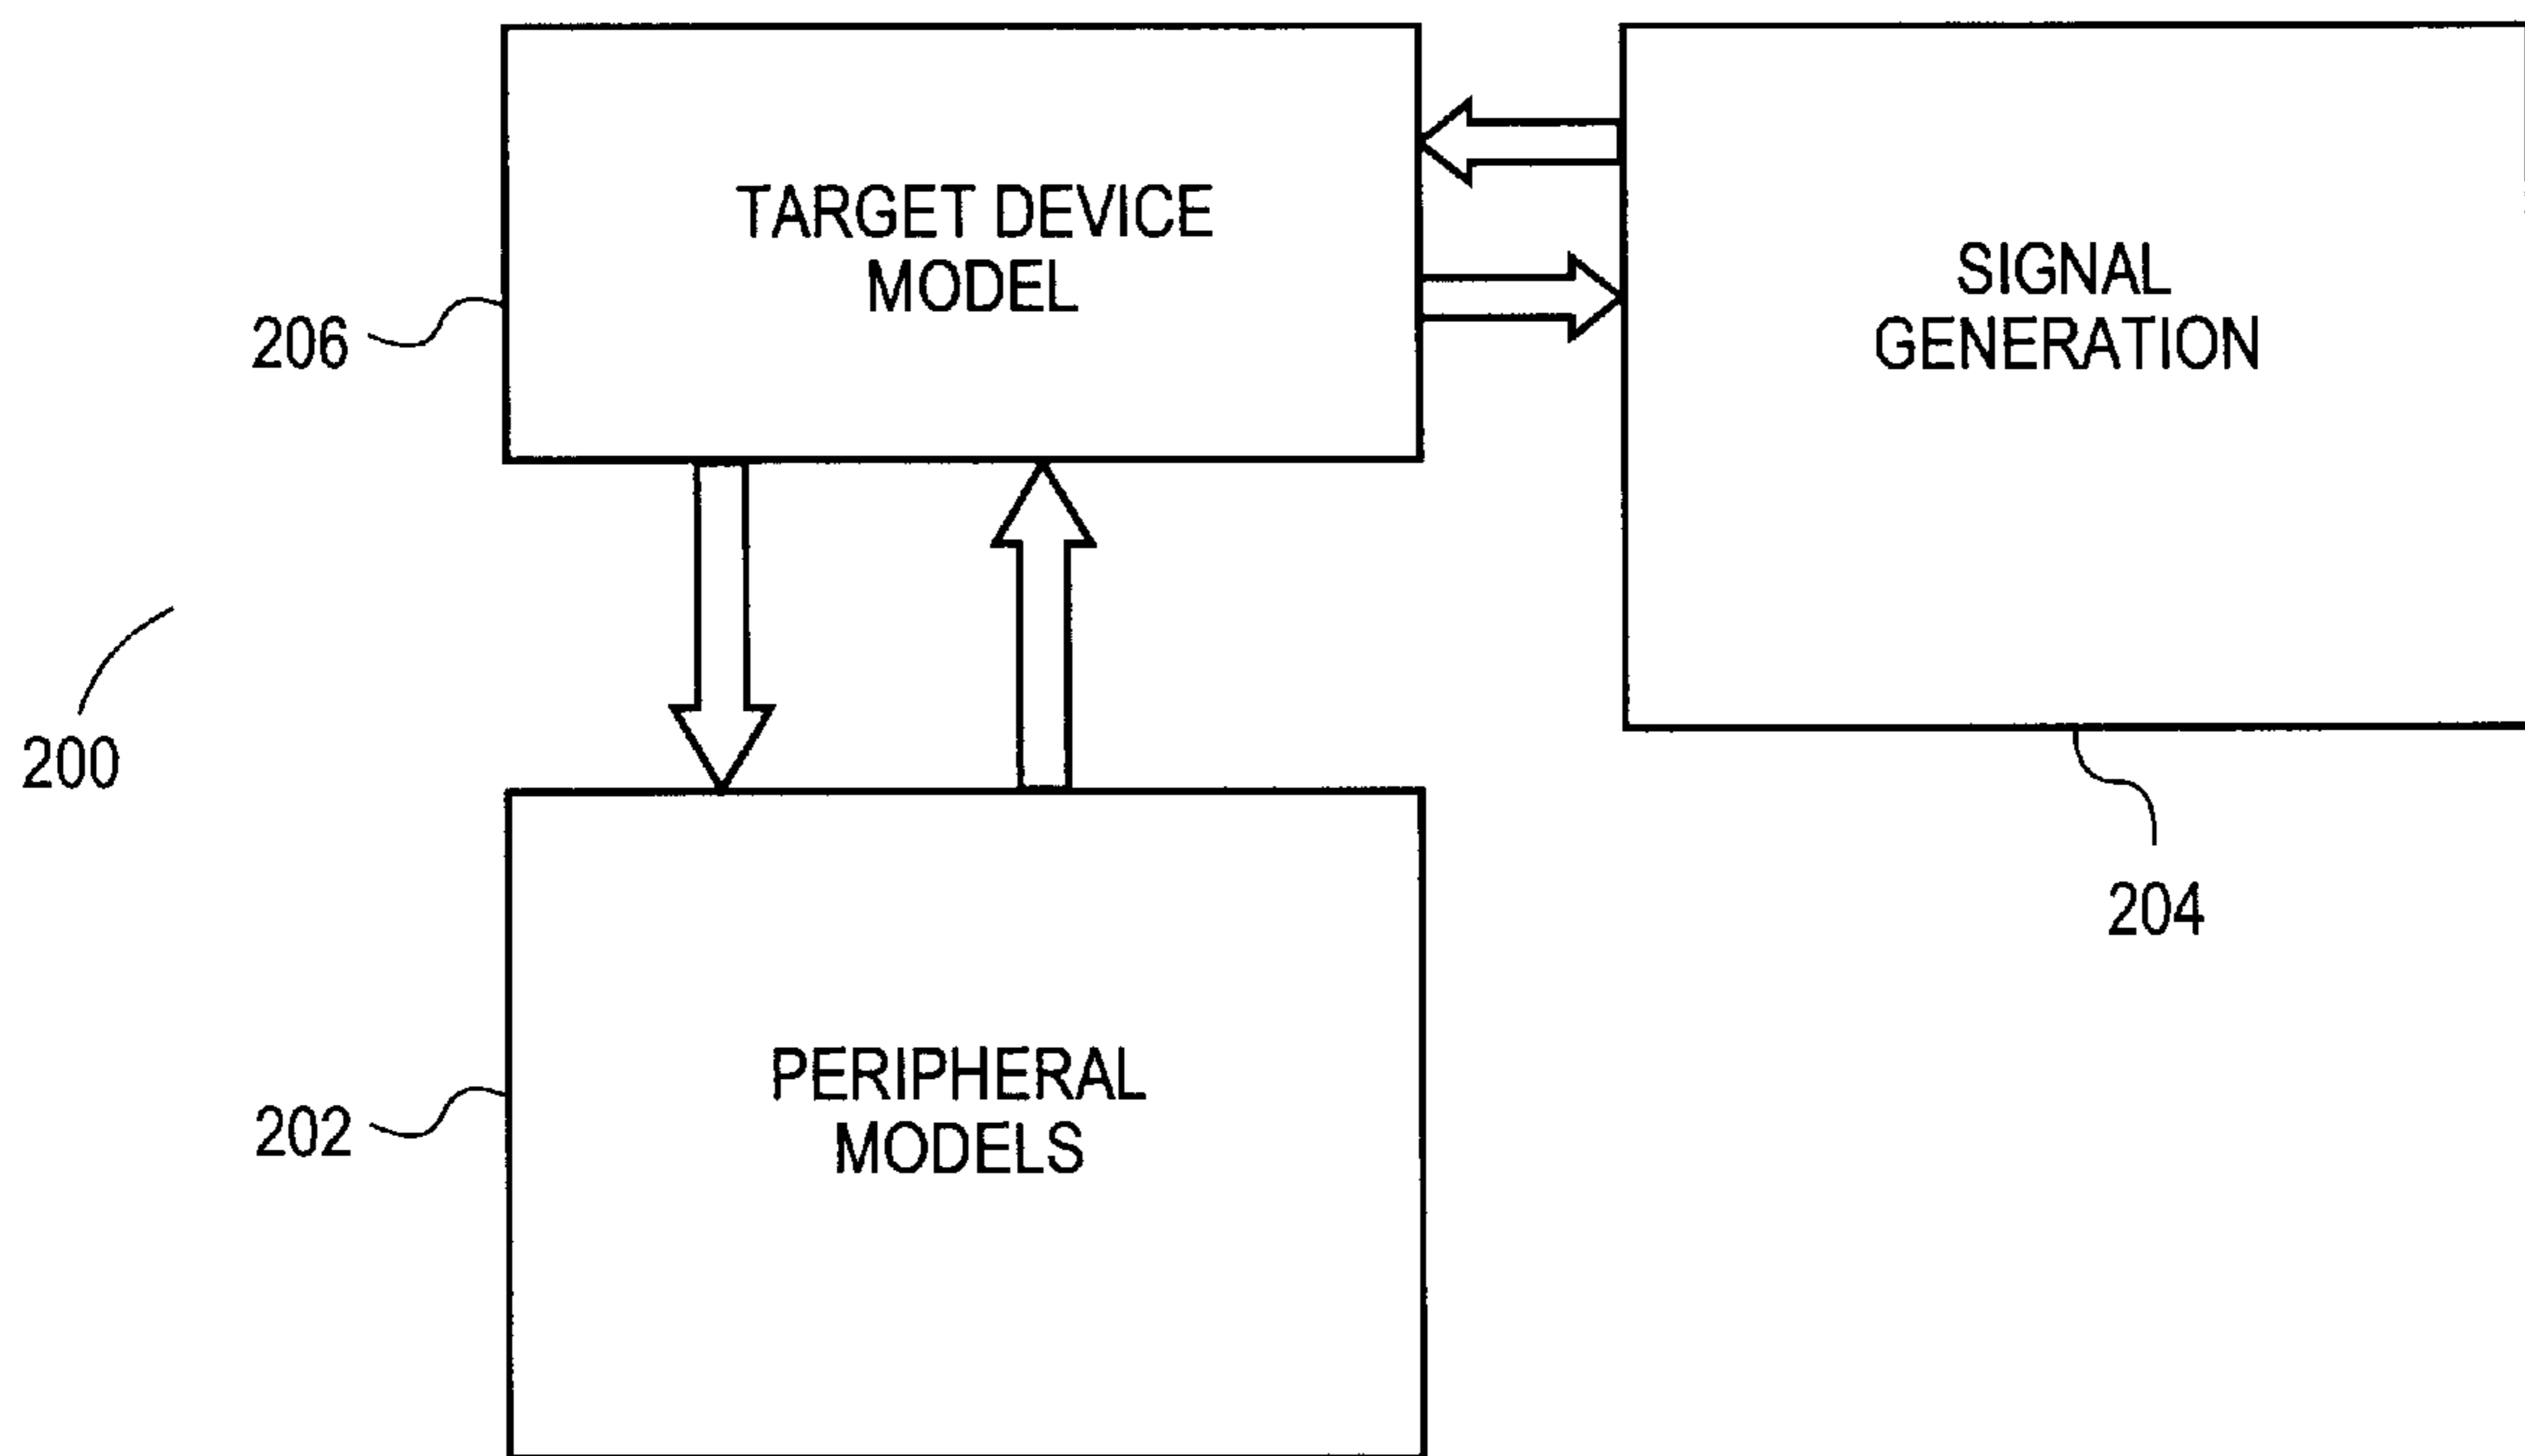 TARGET DEVICE
MODEL
SIGNAL
GENERATION
206
200
204
PERIPHERAL
MODELS
202